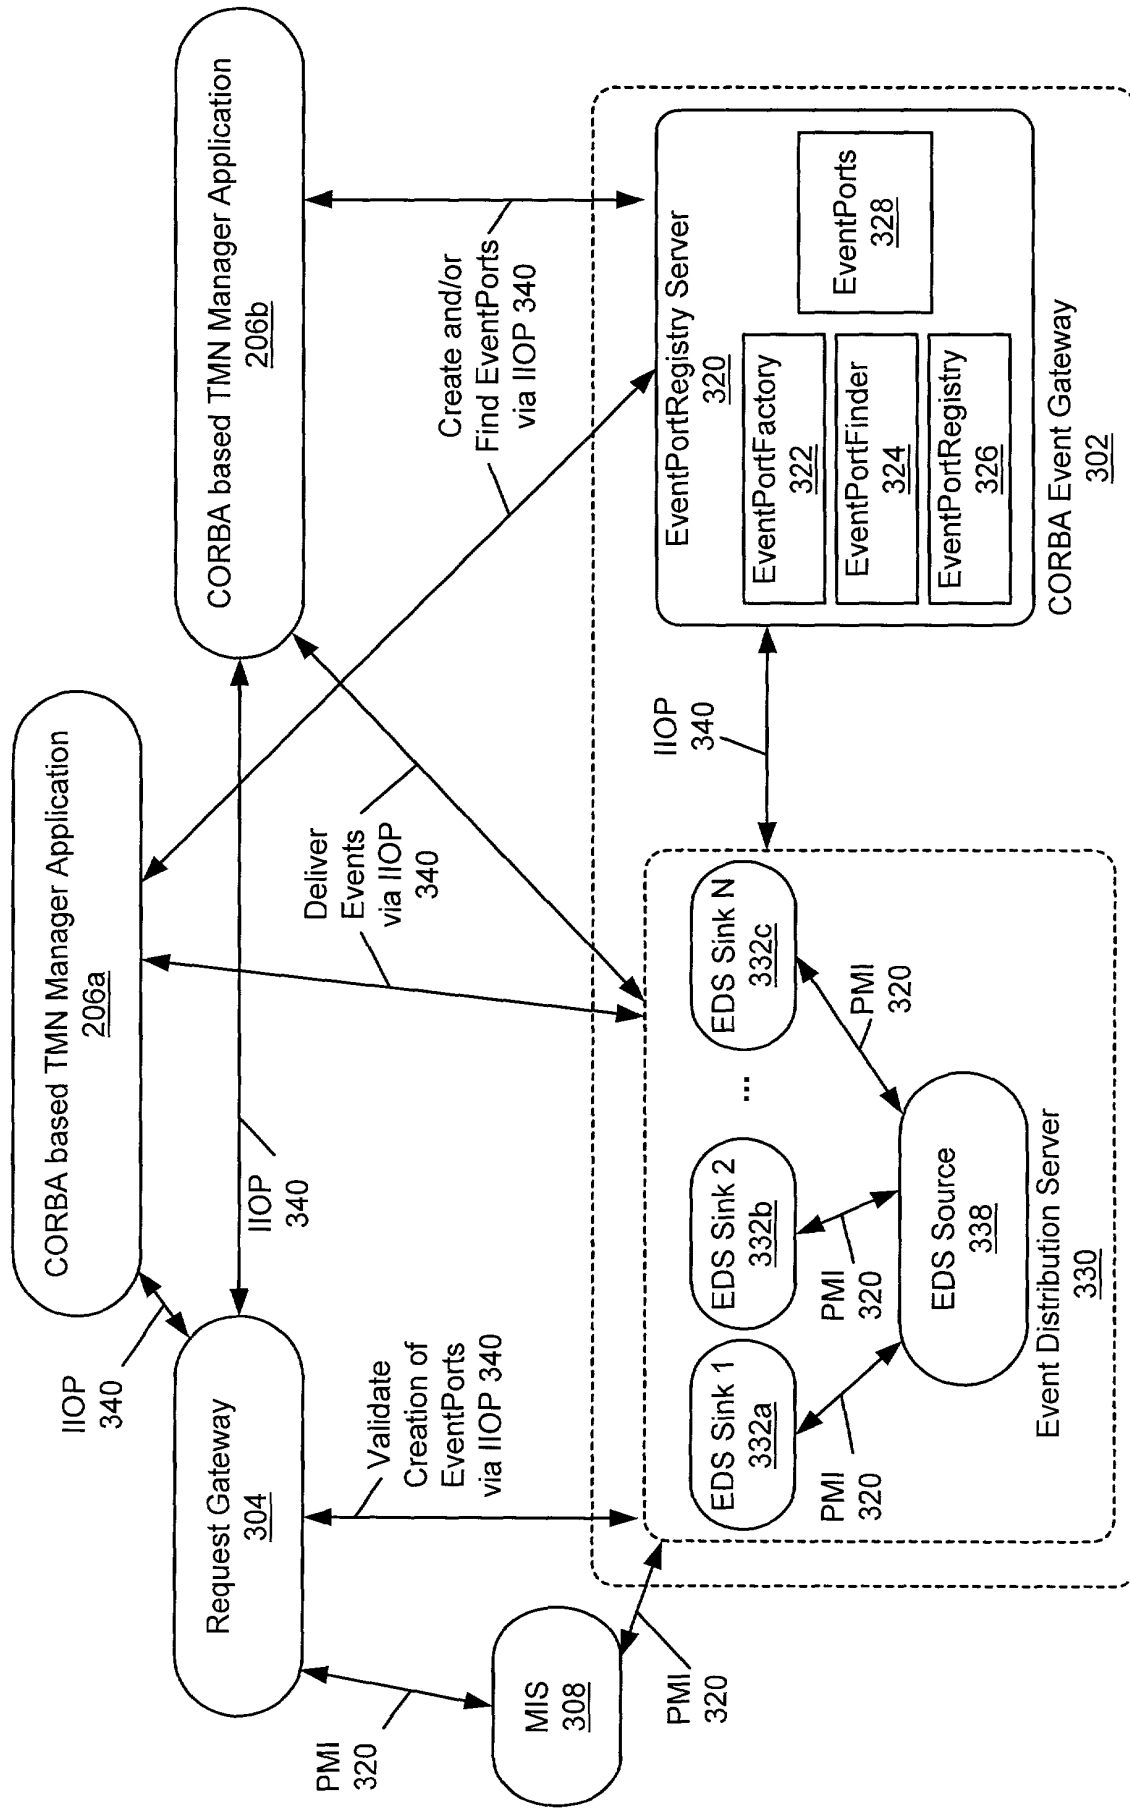 CORBA based TMN Manager Application
206a
CORBA based TMN Manager Application
206b
Request Gateway
304
IIOP
340
IIOP
340
MIS
308
PMI
320
PMI
320
Validate
Creation of
EventPorts
via IIOP 340
Deliver
Events
via IIOP
340
Create and/or
Find EventPorts
via IIOP 340
IIOP
340
EDS Sink 1
332a
EDS Sink 2
332b
...
EDS Sink N
332c
PMI
320
PMI
320
PMI
320
EDS Source
338
Event Distribution Server
330
EventPortRegistry Server
320
EventPortFactory
322
EventPortFinder
324
EventPortRegistry
326
EventPorts
328
CORBA Event Gateway
302